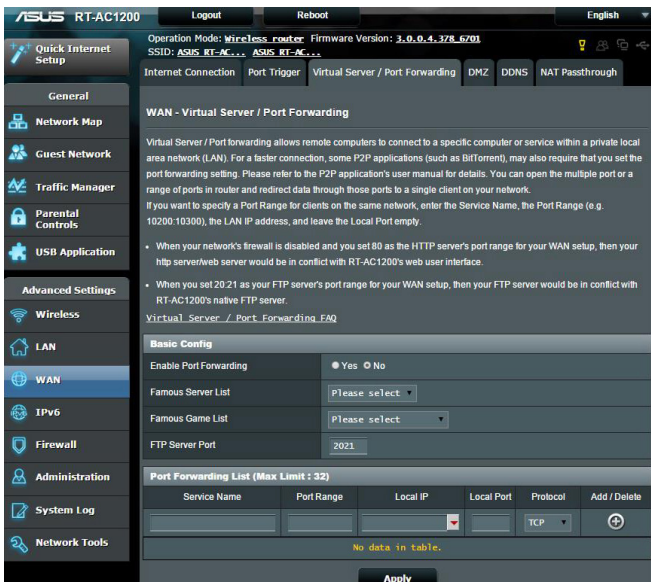 ASUS RT-AC1200 Logout Reboot English
Quick Internet Setup
Operation Mode: Wireless router Firmware Version: 3.0.0.4.378_6701
SSID: ASUS RT-AC... ASUS RT-AC...
Internet Connection Port Trigger Virtual Server / Port Forwarding DMZ DDNS NAT Passthrough
General
Network Map
Guest Network
Traffic Manager
Parental Controls
USB Application
Advanced Settings
Wireless
LAN
WAN
IPv6
Firewall
Administration
System Log
Network Tools
WAN - Virtual Server / Port Forwarding
Virtual Server / Port forwarding allows remote computers to connect to a specific computer or service within a private local
area network (LAN). For a faster connection, some P2P applications (such as BitTorrent), may also require that you set the
port forwarding setting. Please refer to the P2P application's user manual for details. You can open the multiple port or a
range of ports in router and redirect data through those ports to a single client on your network.
If you want to specify a Port Range for clients on the same network, enter the Service Name, the Port Range (e.g.
10200:10300), the LAN IP address, and leave the Local Port empty.
• When your network's firewall is disabled and you set 80 as the HTTP server's port range for your WAN setup, then your
http server/web server would be in conflict with RT-AC1200's web user interface.
• When you set 20:21 as your FTP server's port range for your WAN setup, then your FTP server would be in conflict with
RT-AC1200's native FTP server.
Virtual Server / Port Forwarding FAQ
Basic Config
Enable Port Forwarding Yes No
Famous Server List Please select
Famous Game List Please select
FTP Server Port 2021
Port Forwarding List (Max Limit : 32)
Service Name Port Range Local IP Local Port Protocol Add / Delete
TCP
No data in table.
Apply